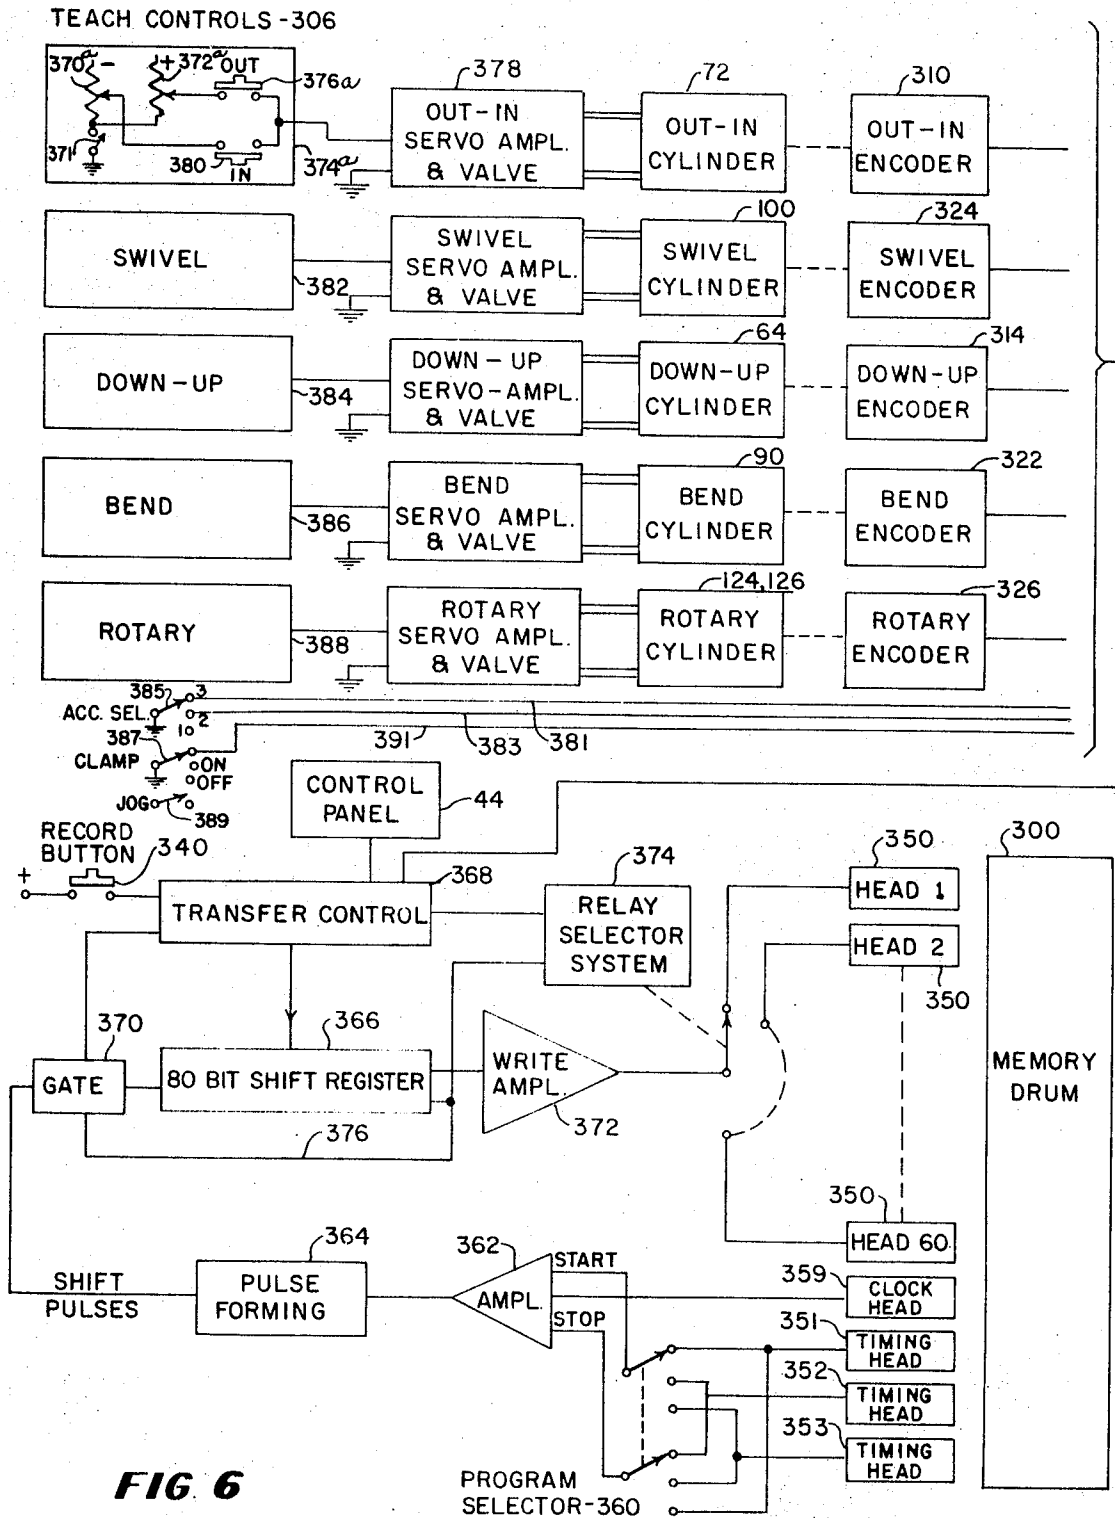 TEACH CONTROLS-306
370a - + 372a OUT
376a
371
380
IN
374a
378
OUT-IN
SERVO AMPL.
& VALVE
72
OUT-IN
CYLINDER
310
OUT-IN
ENCODER
SWIVEL
382
SWIVEL
SERVO AMPL.
& VALVE
100
SWIVEL
CYLINDER
324
SWIVEL
ENCODER
DOWN-UP
384
DOWN-UP
SERVO-AMPL.
& VALVE
64
DOWN-UP
CYLINDER
314
DOWN-UP
ENCODER
BEND
386
BEND
SERVO AMPL.
& VALVE
90
BEND
CYLINDER
322
BEND
ENCODER
ROTARY
388
ROTARY
SERVO AMPL.
& VALVE
124,126
ROTARY
CYLINDER
326
ROTARY
ENCODER
385
3
ACC. SEL.
2
1
387
CLAMP
ON
OFF
391
383
381
JOG
389
CONTROL
PANEL
44
RECORD
BUTTON
340
+
TRANSFER CONTROL
368
374
RELAY
SELECTOR
SYSTEM
350
HEAD 1
HEAD 2
350
300
MEMORY
DRUM
370
GATE
366
80 BIT SHIFT REGISTER
WRITE
AMPL.
372
376
350
HEAD 60
364
PULSE
FORMING
SHIFT
PULSES
362
AMPL.
START
STOP
359
CLOCK
HEAD
351
TIMING
HEAD
352
TIMING
HEAD
353
TIMING
HEAD
PROGRAM
SELECTOR-360
FIG. 6